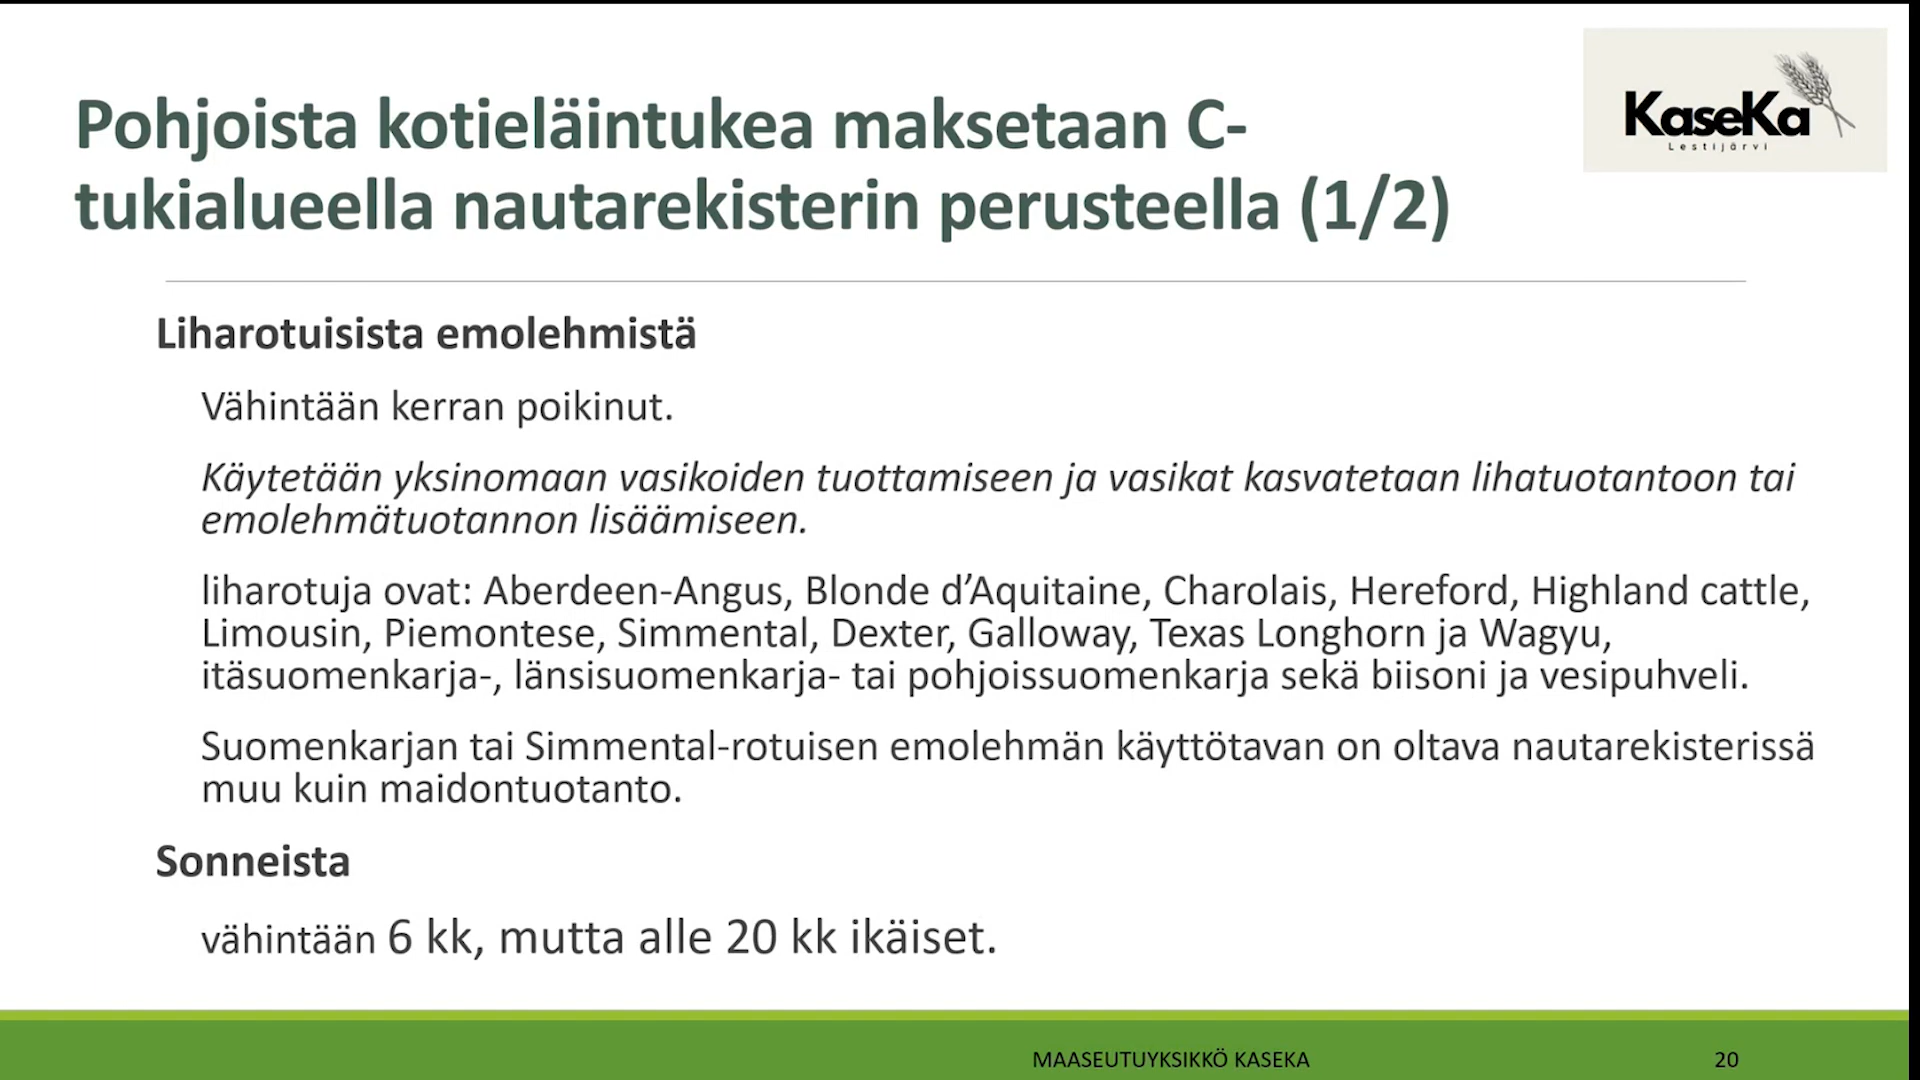 KaseKa
Lestijärvi
Pohjoista kotieläintukea maksetaan C-
tukialueella nautarekisterin perusteella (1/2)
Liharotuisista emolehmistä
Vähintään kerran poikinut.
Käytetään yksinomaan vasikoiden tuottamiseen ja vasikat kasvatetaan lihatuotantoon tai
emolehmätuotannon lisäämiseen.
liharotuja ovat: Aberdeen-Angus, Blonde d’Aquitaine, Charolais, Hereford, Highland cattle,
Limousin, Piemontese, Simmental, Dexter, Galloway, Texas Longhorn ja Wagyu,
itäsuomenkarja-, länsisuomenkarja- tai pohjoissuomenkarja sekä biisoni ja vesipuhveli.
Suomenkarjan tai Simmental-rotuisen emolehmän käyttötavan on oltava nautarekisterissä
muu kuin maidontuotanto.
Sonneista
vähintään 6 kk, mutta alle 20 kk ikäiset.
MAASEUTUYKSIKKÖ KASEKA
20